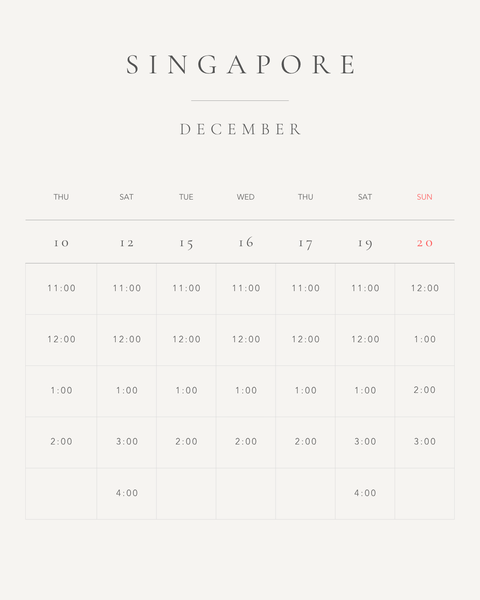 SINGAPORE
DECEMBER
THU SAT TUE WED THU SAT SUN
10 12 15 16 17 19 20
11:00 11:00 11:00 11:00 11:00 11:00 12:00
12:00 12:00 12:00 12:00 12:00 12:00 1:00
1:00 1:00 1:00 1:00 1:00 1:00 2:00
2:00 3:00 2:00 2:00 2:00 3:00 3:00
4:00 4:00